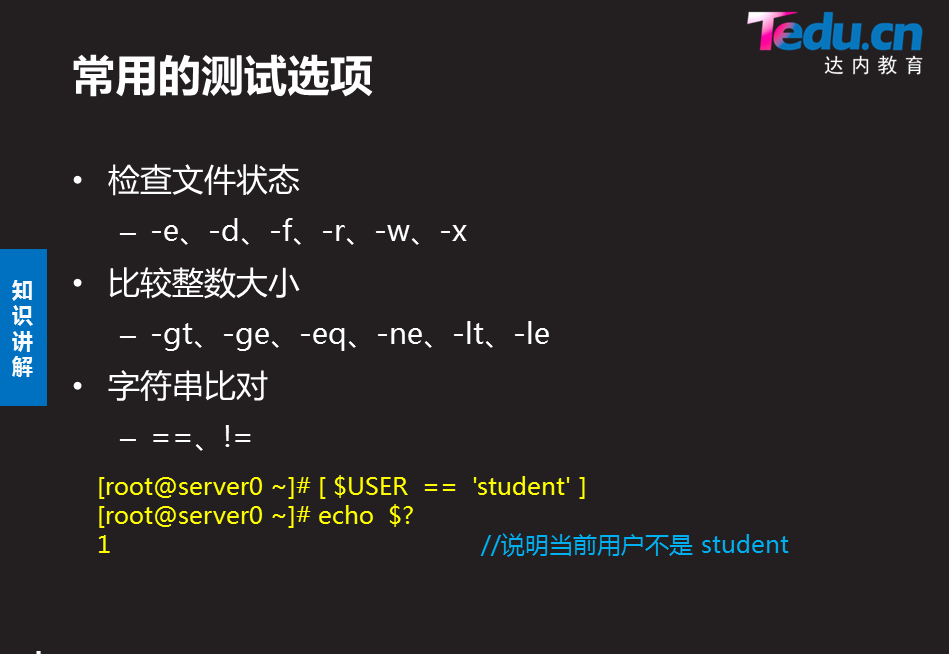 Tedu.cn
达内教育
常用的测试选项
• 检查文件状态
– -e、-d、-f、-r、-w、-x
• 比较整数大小
– -gt、-ge、-eq、-ne、-lt、-le
• 字符串比对
– ==、!=
知识讲解
[root@server0 ~]# [ $USER == 'student' ]
[root@server0 ~]# echo $?
1 //说明当前用户不是 student